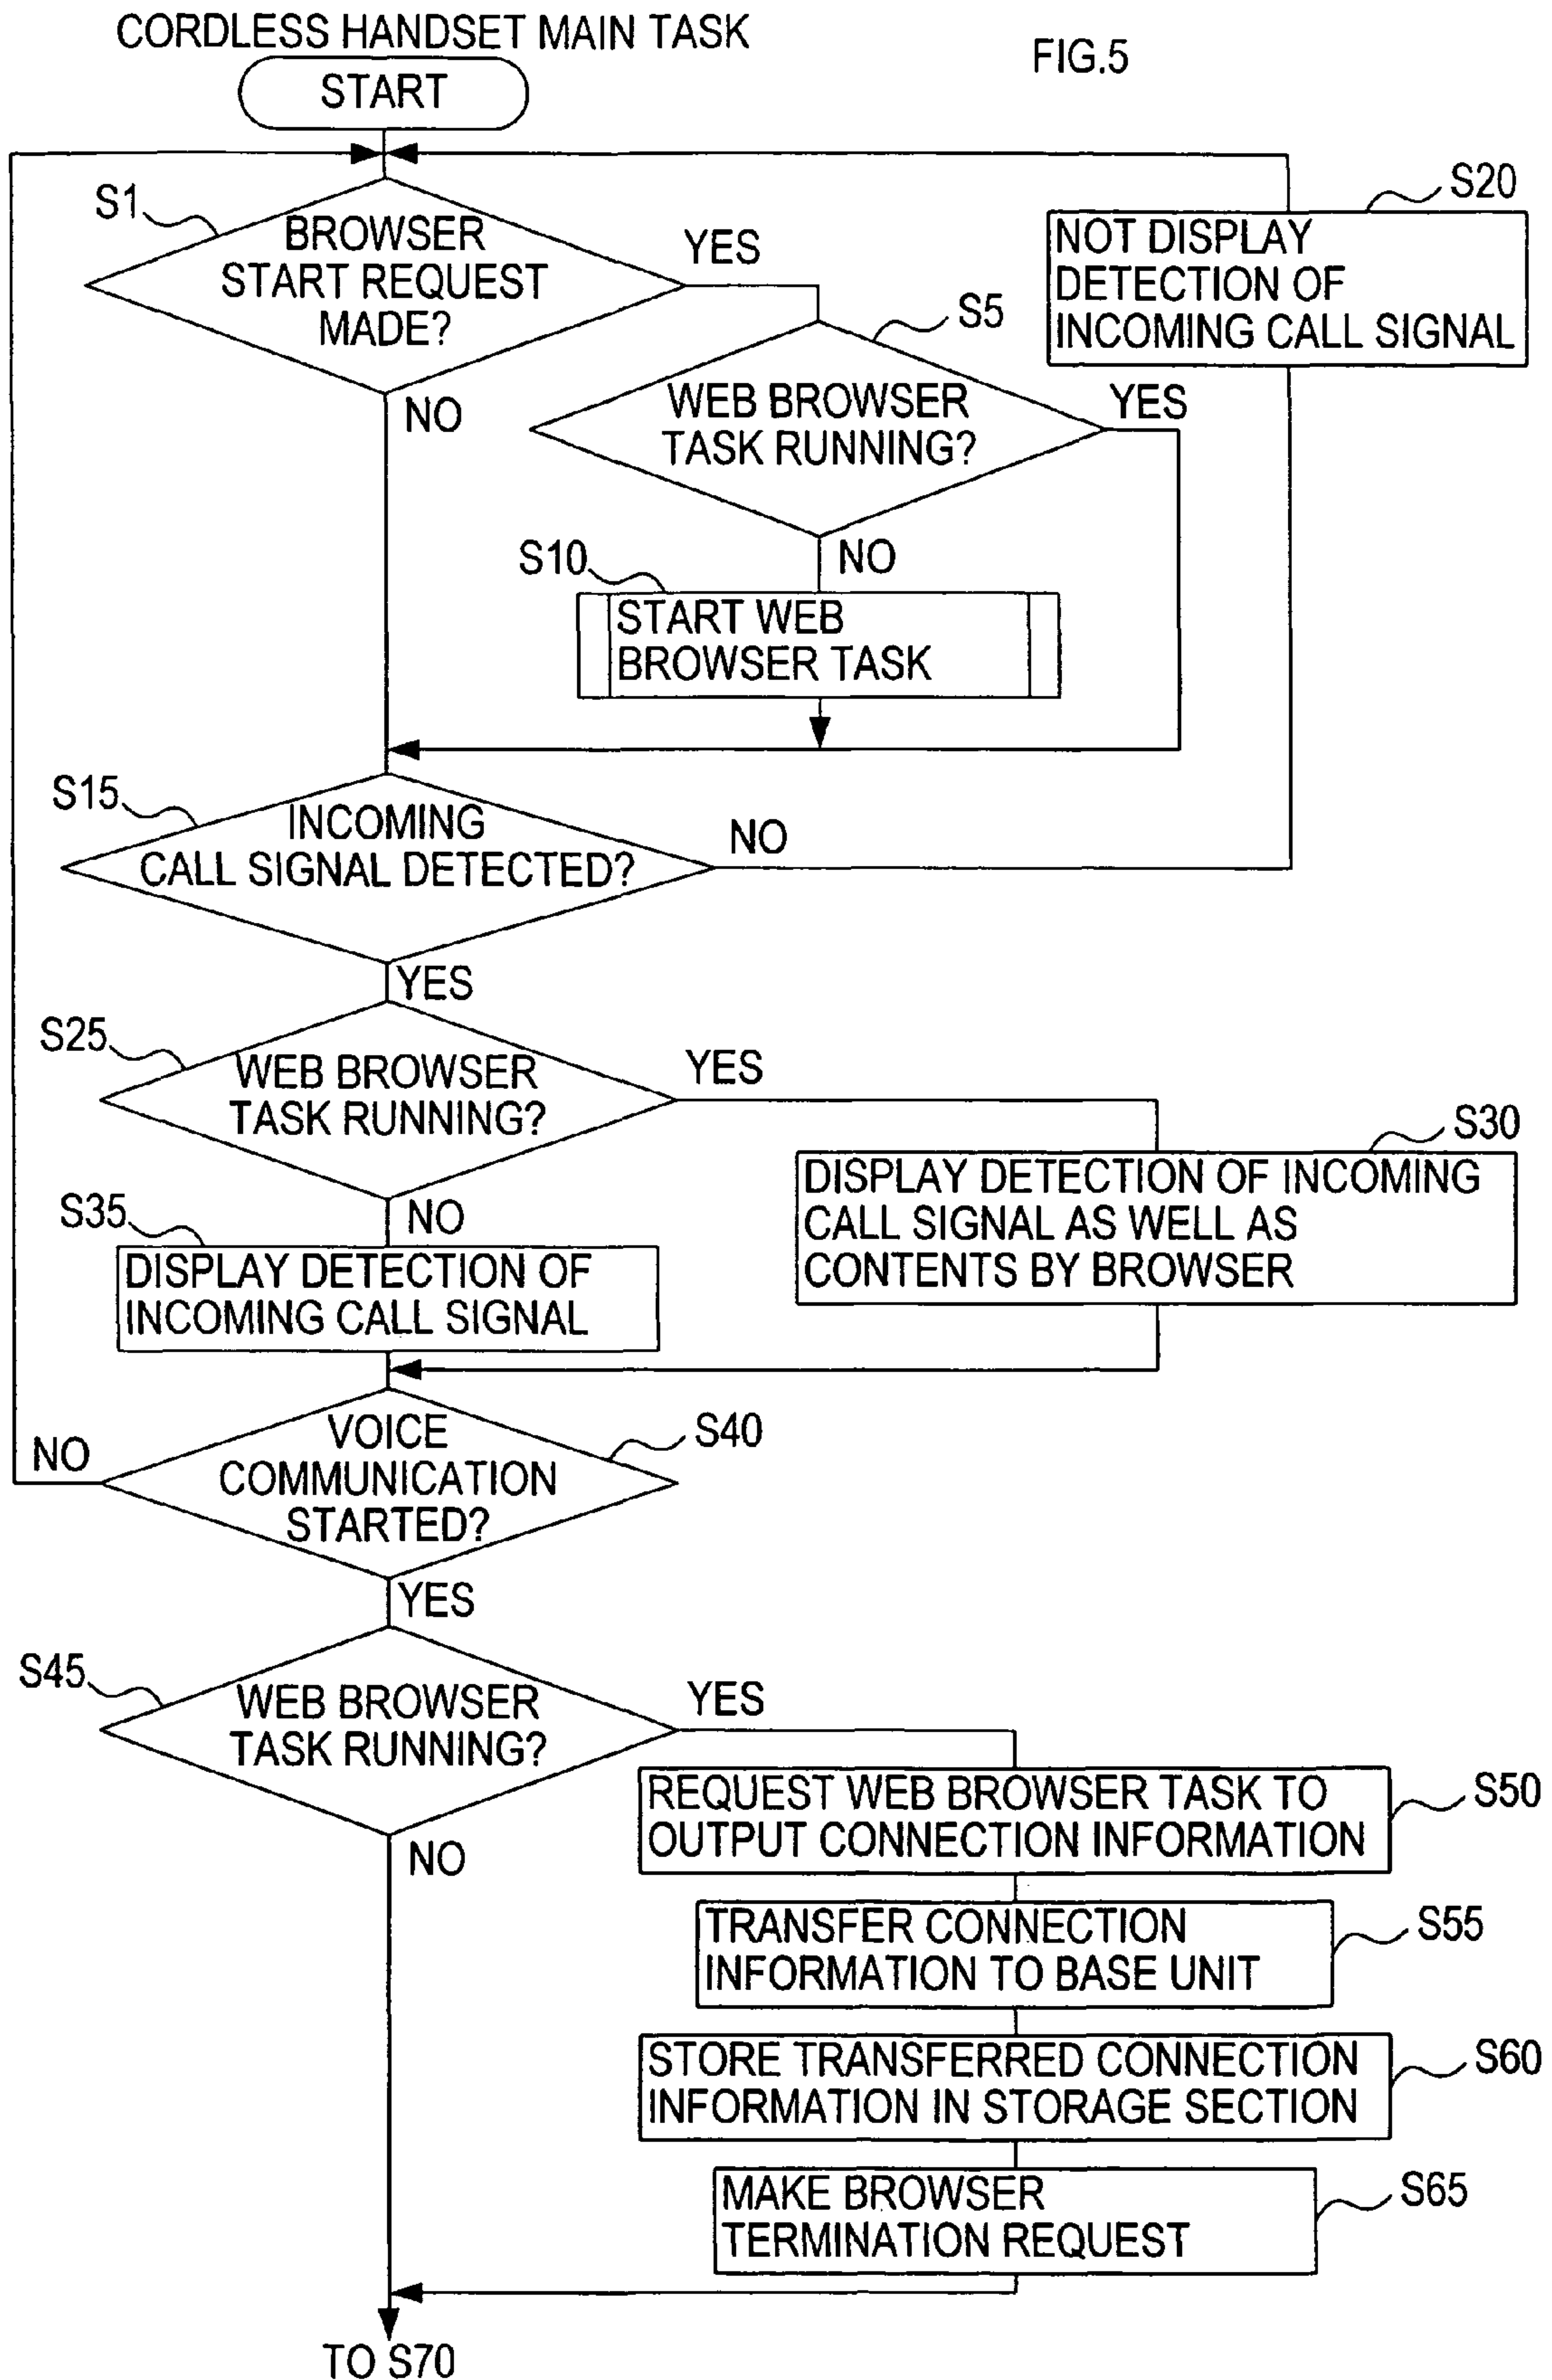 CORDLESS HANDSET MAIN TASK
FIG.5
START
S1
BROWSER
START REQUEST
MADE?
YES
NO
S20
NOT DISPLAY
DETECTION OF
INCOMING CALL SIGNAL
S5
WEB BROWSER
TASK RUNNING?
YES
NO
S10
START WEB
BROWSER TASK
S15
INCOMING
CALL SIGNAL DETECTED?
NO
YES
S25
WEB BROWSER
TASK RUNNING?
YES
NO
S30
DISPLAY DETECTION OF INCOMING
CALL SIGNAL AS WELL AS
CONTENTS BY BROWSER
S35
DISPLAY DETECTION OF
INCOMING CALL SIGNAL
S40
VOICE
COMMUNICATION
STARTED?
NO
YES
S45
WEB BROWSER
TASK RUNNING?
YES
NO
S50
REQUEST WEB BROWSER TASK TO
OUTPUT CONNECTION INFORMATION
S55
TRANSFER CONNECTION
INFORMATION TO BASE UNIT
S60
STORE TRANSFERRED CONNECTION
INFORMATION IN STORAGE SECTION
S65
MAKE BROWSER
TERMINATION REQUEST
TO S70